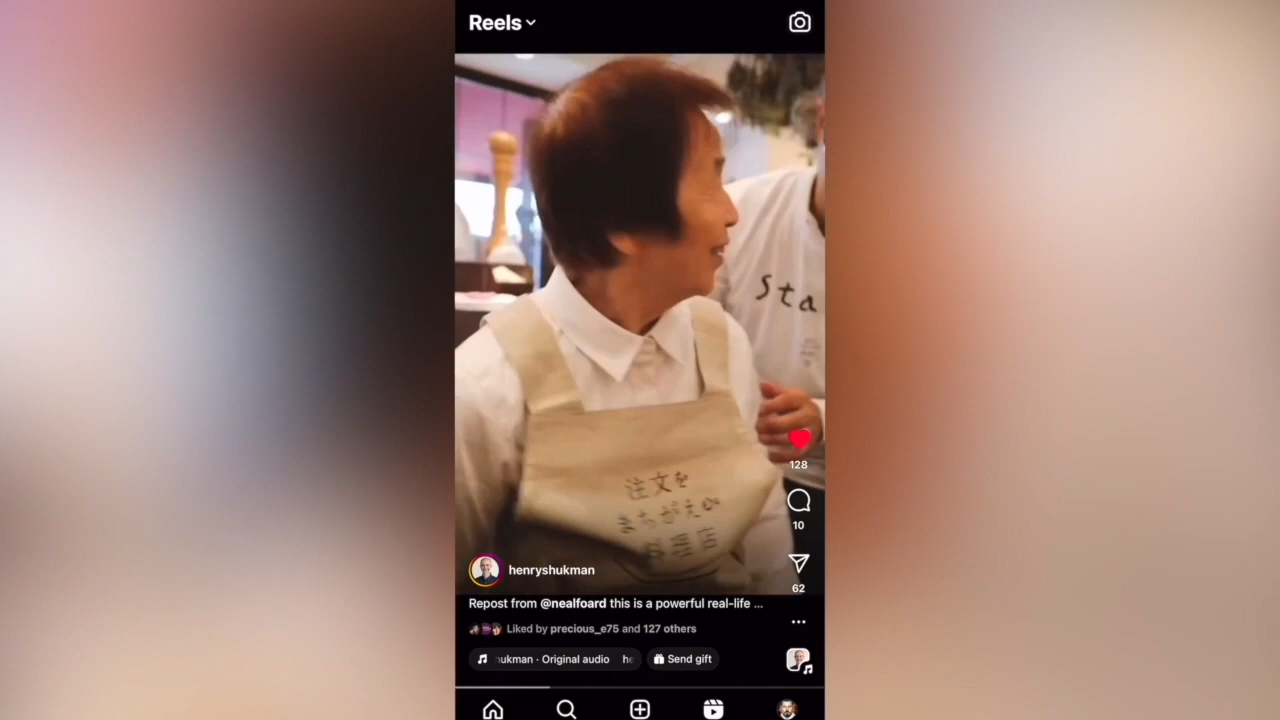 Reels
Sta
128
注文を
まちがえる
料理店
10
henryshukman
62
Repost from @nealfoard this is a powerful real-life ...
Liked by precious_e75 and 127 others
ukman · Original audio he
Send gift